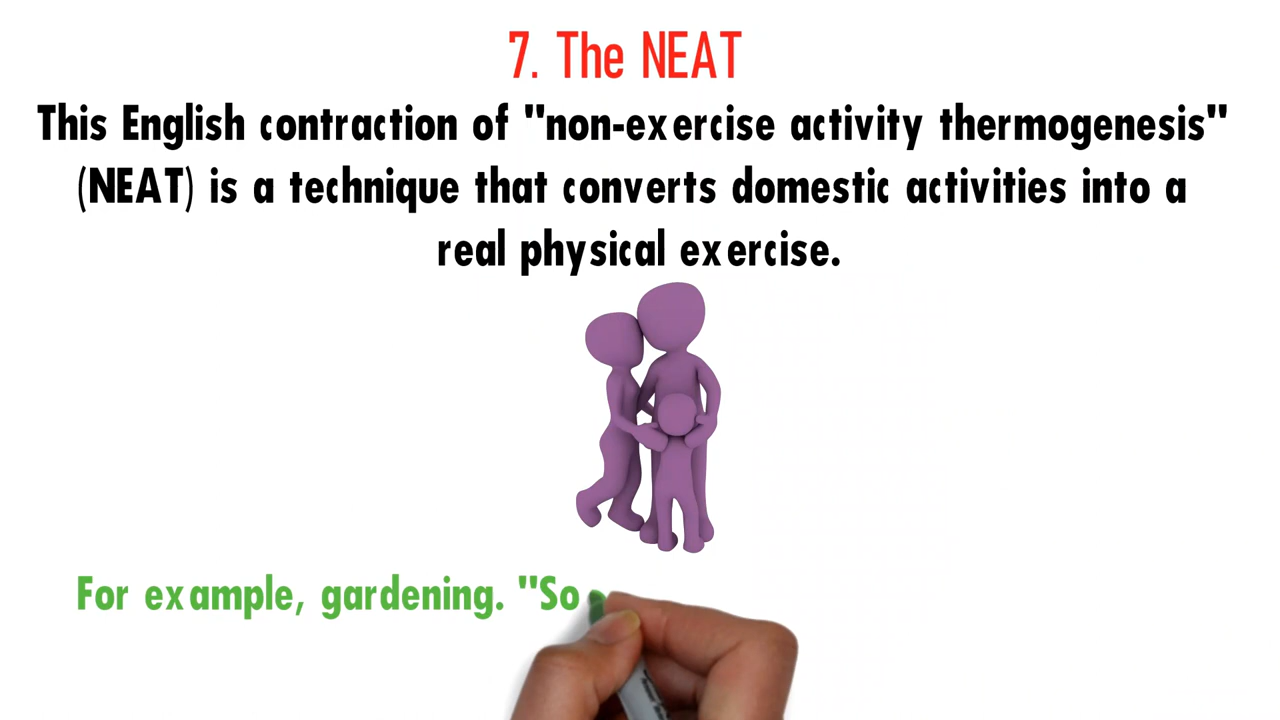 7. The NEAT
This English contraction of "non-exercise activity thermogenesis"
(NEAT) is a technique that converts domestic activities into a
real physical exercise.
For example, gardening. "So